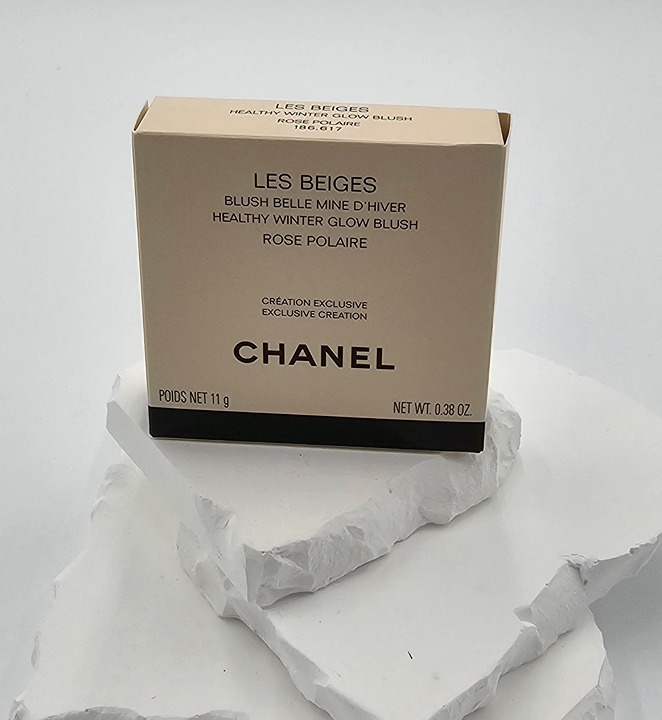 LES BEIGES
HEALTHY WINTER GLOW BLUSH
ROSE POLAIRE
186.617
LES BEIGES
BLUSH BELLE MINE D'HIVER
HEALTHY WINTER GLOW BLUSH
ROSE POLAIRE
CRÉATION EXCLUSIVE
EXCLUSIVE CREATION
CHANEL
POIDS NET 11 g
NET WT. 0.38 OZ.